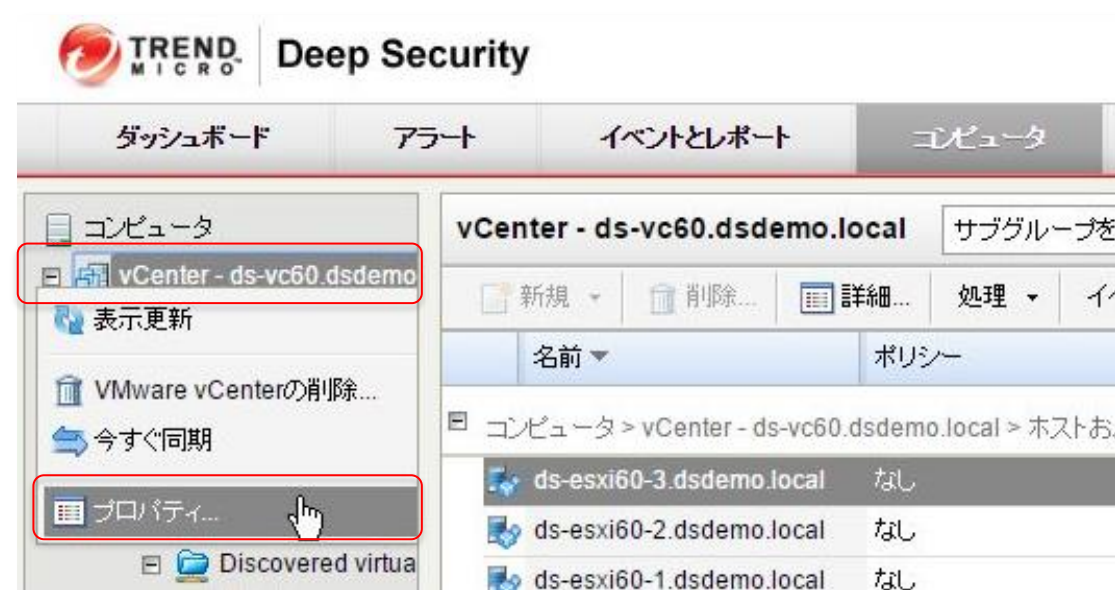 TREND MICRO Deep Security
ダッシュボード アラート イベントとレポート コンピュータ
コンピュータ
vCenter - ds-vc60.dsdemo
表示更新
VMware vCenterの削除...
今すぐ同期
プロパティ...
Discovered virtua
vCenter - ds-vc60.dsdemo.local サブグループを
新規 削除... 詳細... 処理 イベ
名前 ポリシー
コンピュータ > vCenter - ds-vc60.dsdemo.local > ホストお
ds-esxi60-3.dsdemo.local なし
ds-esxi60-2.dsdemo.local なし
ds-esxi60-1.dsdemo.local なし